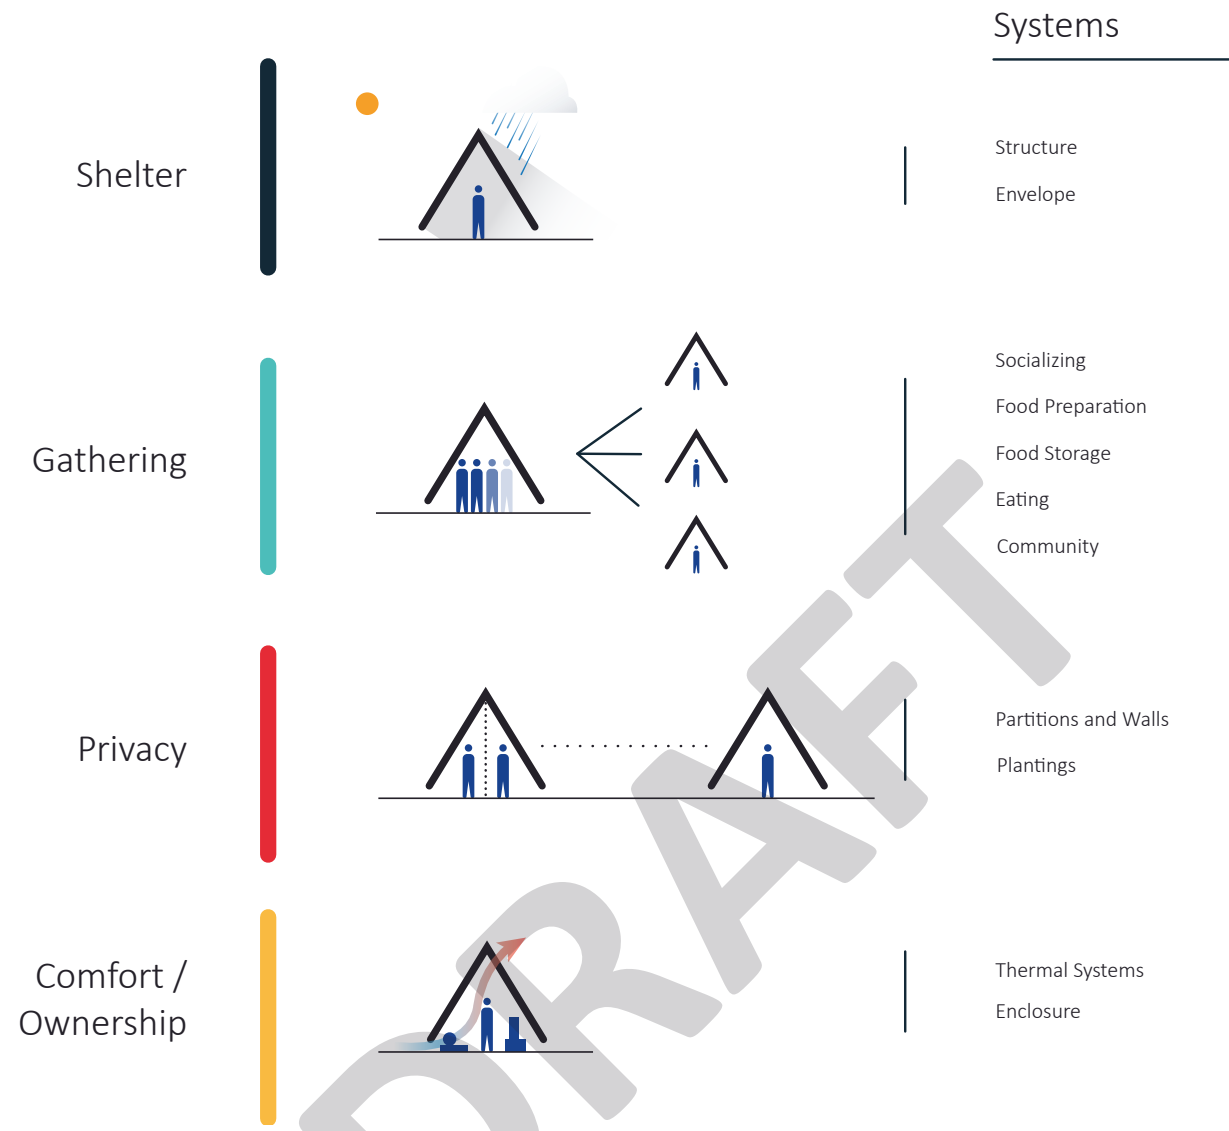 Systems
Shelter
Structure
Envelope
Gathering
Socializing
Food Preparation
Food Storage
Eating
Community
Privacy
Partitions and Walls
Plantings
Comfort /
Ownership
Thermal Systems
Enclosure
DRAFT